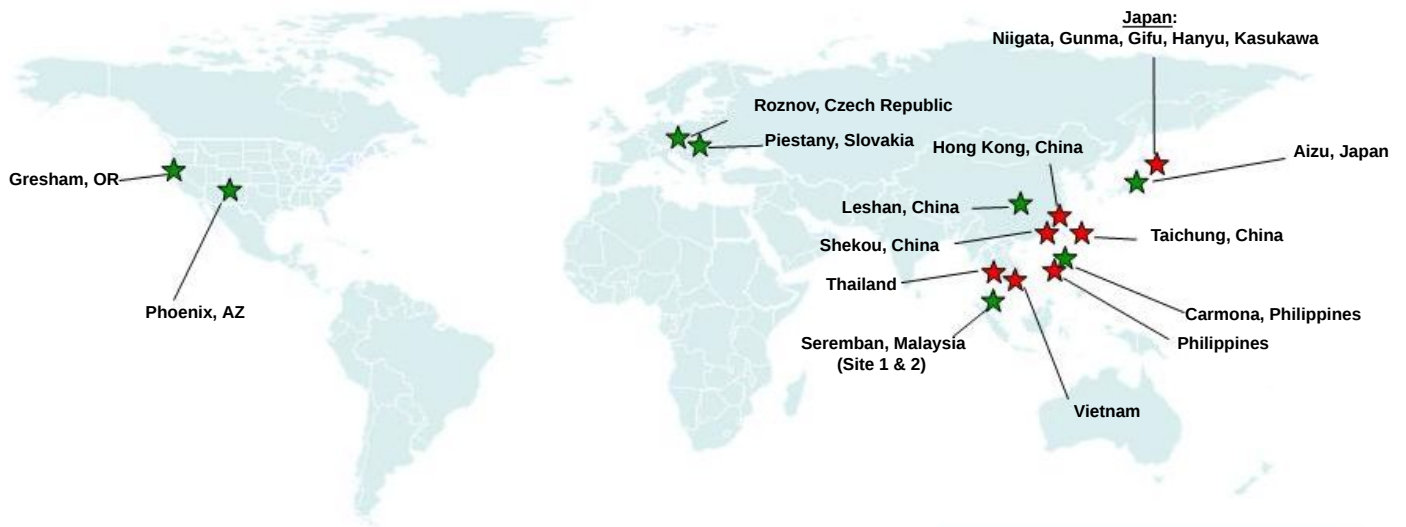 Japan:
Niigata, Gunma, Gifu, Hanyu, Kasukawa
Roznov, Czech Republic
Piestany, Slovakia
Hong Kong, China
Aizu, Japan
Gresham, OR
Leshan, China
Shekou, China
Taichung, China
Thailand
Phoenix, AZ
Carmona, Philippines
Seremban, Malaysia
(Site 1 & 2)
Philippines
Vietnam